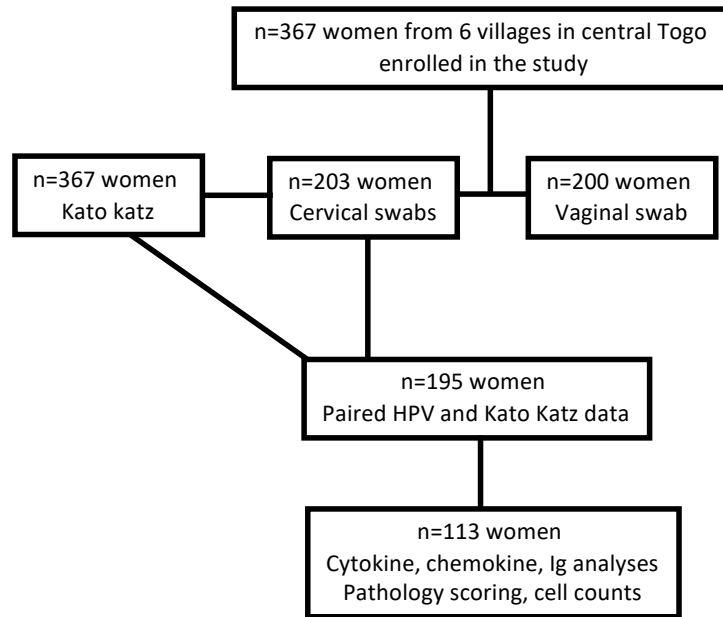 n=367 women from 6 villages in central Togo
enrolled in the study
n=367 women
Kato katz
n=203 women
Cervical swabs
n=200 women
Vaginal swab
n=195 women
Paired HPV and Kato Katz data
n=113 women
Cytokine, chemokine, Ig analyses
Pathology scoring, cell counts